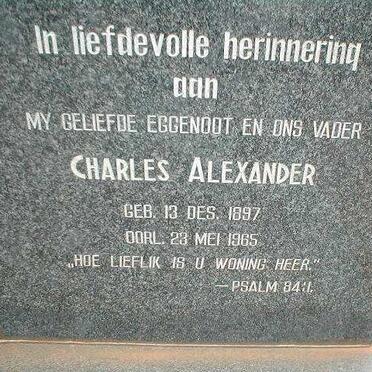 In liefdevolle herinnering
aan
MY GELIEFDE EGGENOOT EN ONS VADER
CHARLES ALEXANDER
GEB. 13 DES. 1897
OORL. 23 MEI 1965
„HOE LIEFLIK IS U WONING HEER."
— PSALM 84:1.